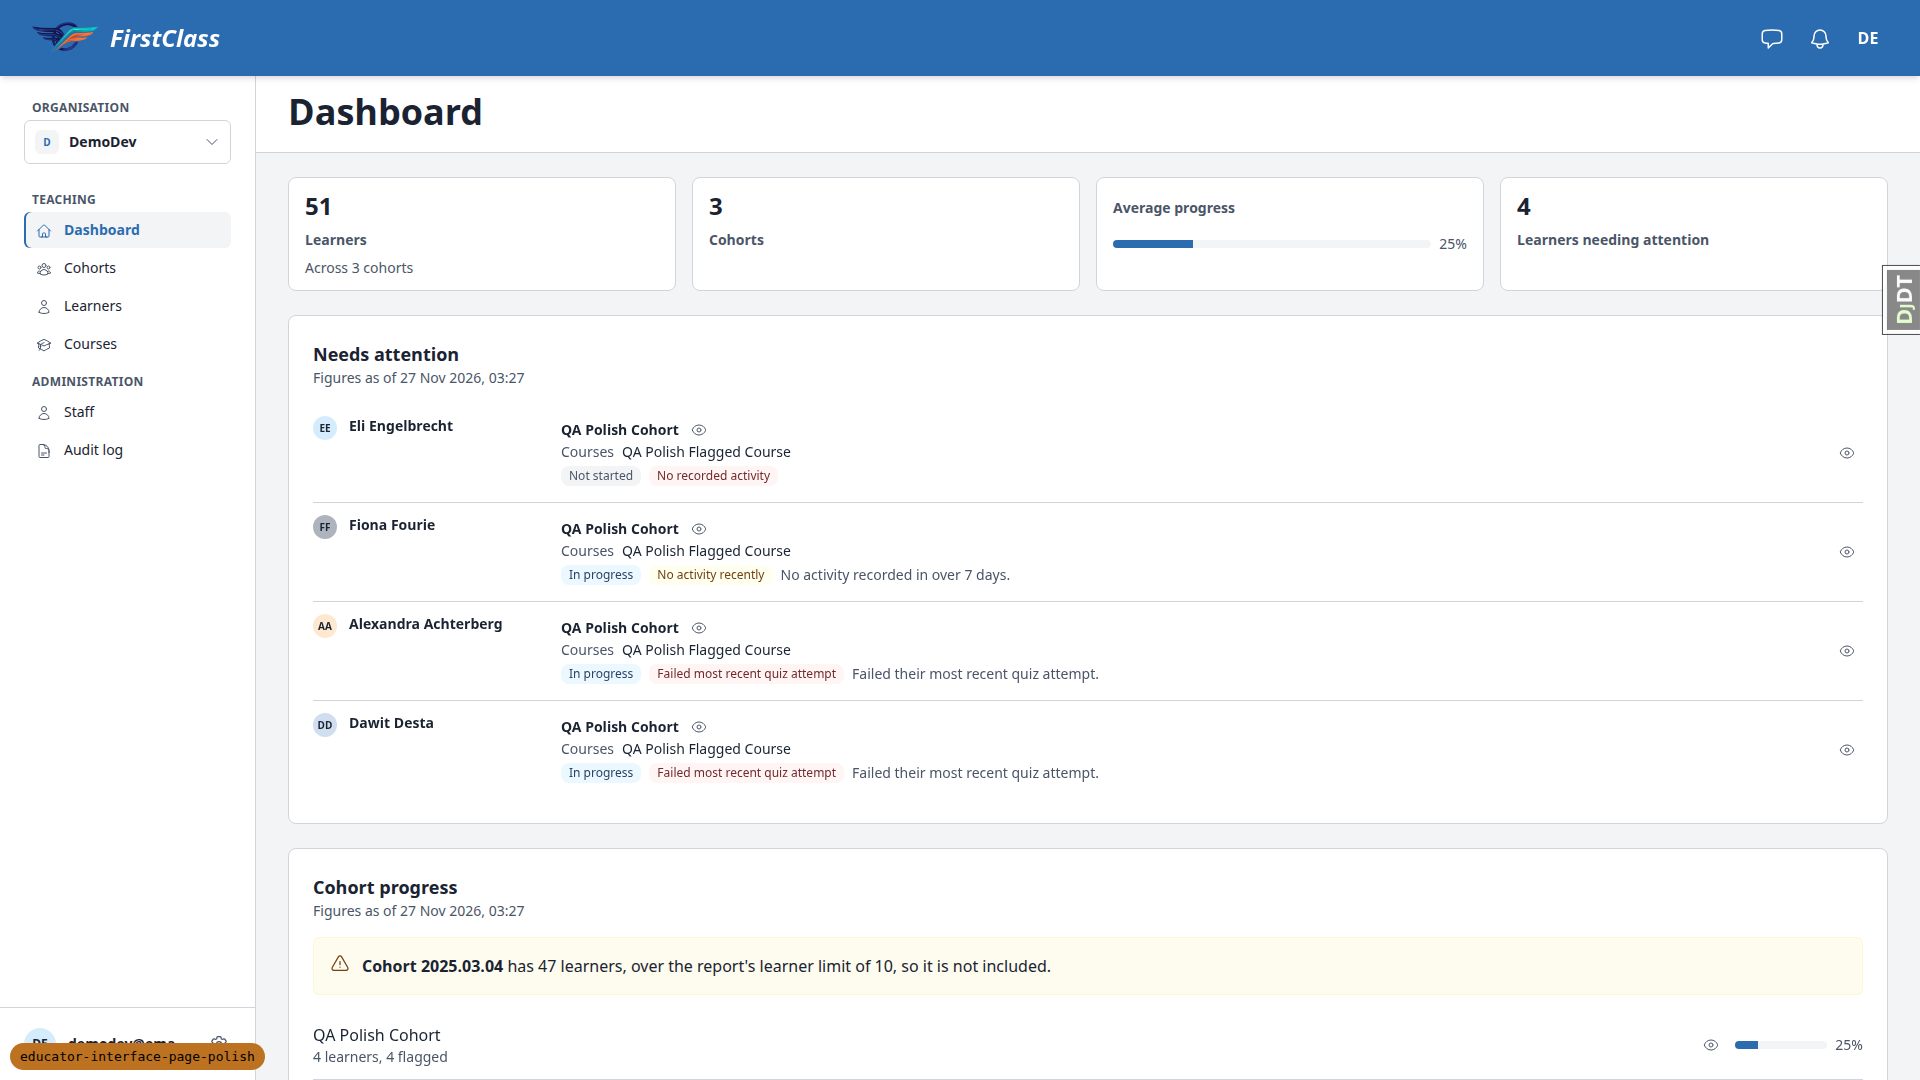 FirstClass
DE
ORGANISATION
D DemoDev
TEACHING
Dashboard
Cohorts
Learners
Courses
ADMINISTRATION
Staff
Audit log
educator-interface-page-polish
Dashboard
51
Learners
Across 3 cohorts
3
Cohorts
Average progress
25%
4
Learners needing attention
DJDT
Needs attention
Figures as of 27 Nov 2026, 03:27
EE Eli Engelbrecht
QA Polish Cohort
Courses QA Polish Flagged Course
Not started No recorded activity
FF Fiona Fourie
QA Polish Cohort
Courses QA Polish Flagged Course
In progress No activity recently No activity recorded in over 7 days.
AA Alexandra Achterberg
QA Polish Cohort
Courses QA Polish Flagged Course
In progress Failed most recent quiz attempt Failed their most recent quiz attempt.
DD Dawit Desta
QA Polish Cohort
Courses QA Polish Flagged Course
In progress Failed most recent quiz attempt Failed their most recent quiz attempt.
Cohort progress
Figures as of 27 Nov 2026, 03:27
Cohort 2025.03.04 has 47 learners, over the report's learner limit of 10, so it is not included.
QA Polish Cohort
4 learners, 4 flagged
25%